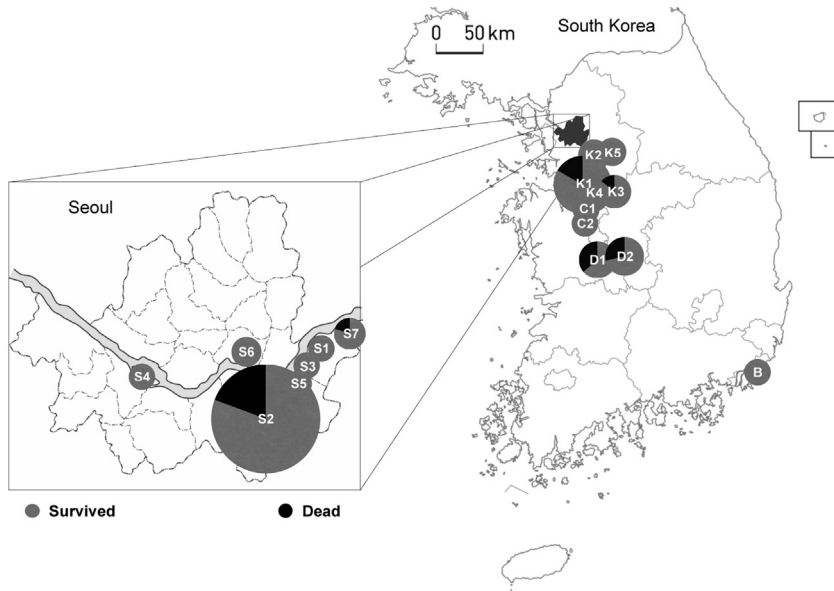 South Korea
0 50 km
K2 K5
K1
K4 K3
C1
C2
D1 D2
B
Seoul
S7
S6 S1
S3
S4
S5
S2
Survived Dead